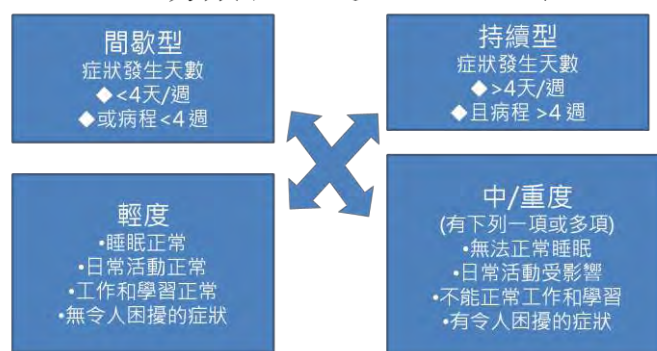 間歇型
症狀發生天數
◆<4天/週
◆或病程<4週
持續型
症狀發生天數
◆>4天/週
◆且病程 >4 週
輕度
•睡眠正常
•日常活動正常
•工作和學習正常
•無令人困擾的症狀
中/重度
(有下列一項或多項)
•無法正常睡眠
•日常活動受影響
•不能正常工作和學習
•有令人困擾的症狀